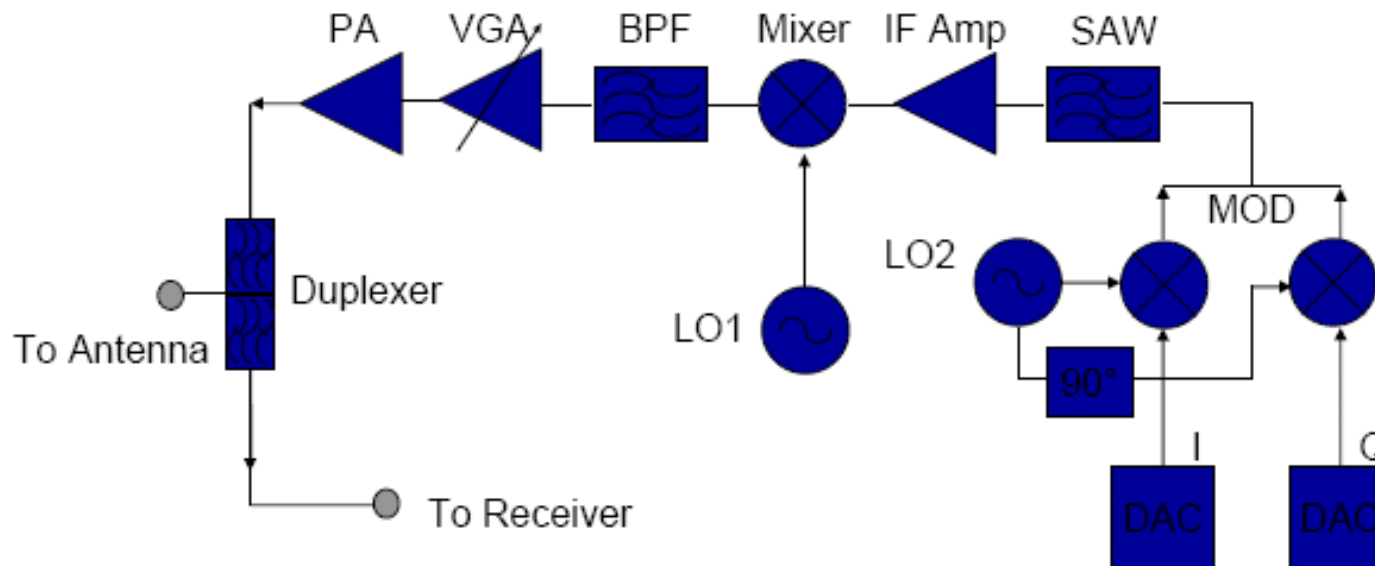 PA VGA BPF Mixer IF Amp SAW
MOD
LO2
Duplexer
LO1
To Antenna
90°
I Q
To Receiver
DAC DAC